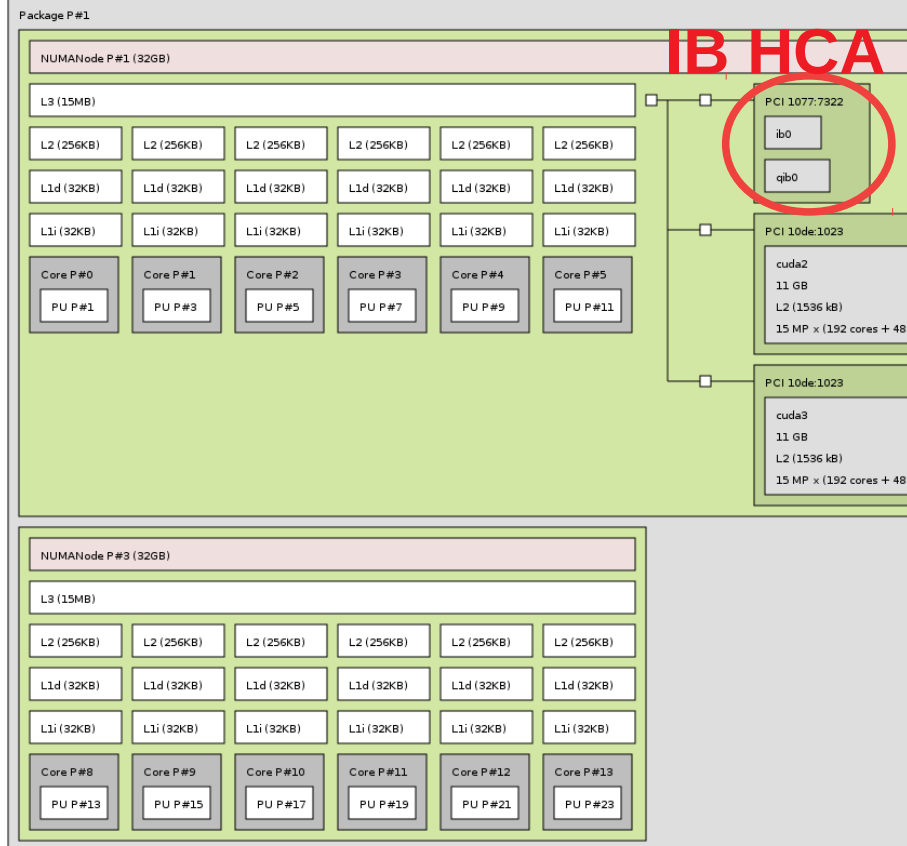 Package P#1
IB HCA
NUMANode P#1 (32GB)
L3 (15MB)
PCI 1077:7322
ib0
qib0
L2 (256KB) L2 (256KB) L2 (256KB) L2 (256KB) L2 (256KB) L2 (256KB)
L1d (32KB) L1d (32KB) L1d (32KB) L1d (32KB) L1d (32KB) L1d (32KB)
L1i (32KB) L1i (32KB) L1i (32KB) L1i (32KB) L1i (32KB) L1i (32KB)
Core P#0 Core P#1 Core P#2 Core P#3 Core P#4 Core P#5
PU P#1 PU P#3 PU P#5 PU P#7 PU P#9 PU P#11
PCI 10de:1023
cuda2
11 GB
L2 (1536 kB)
15 MP x (192 cores + 48
PCI 10de:1023
cuda3
11 GB
L2 (1536 kB)
15 MP x (192 cores + 48
NUMANode P#3 (32GB)
L3 (15MB)
L2 (256KB) L2 (256KB) L2 (256KB) L2 (256KB) L2 (256KB) L2 (256KB)
L1d (32KB) L1d (32KB) L1d (32KB) L1d (32KB) L1d (32KB) L1d (32KB)
L1i (32KB) L1i (32KB) L1i (32KB) L1i (32KB) L1i (32KB) L1i (32KB)
Core P#8 Core P#9 Core P#10 Core P#11 Core P#12 Core P#13
PU P#13 PU P#15 PU P#17 PU P#19 PU P#21 PU P#23